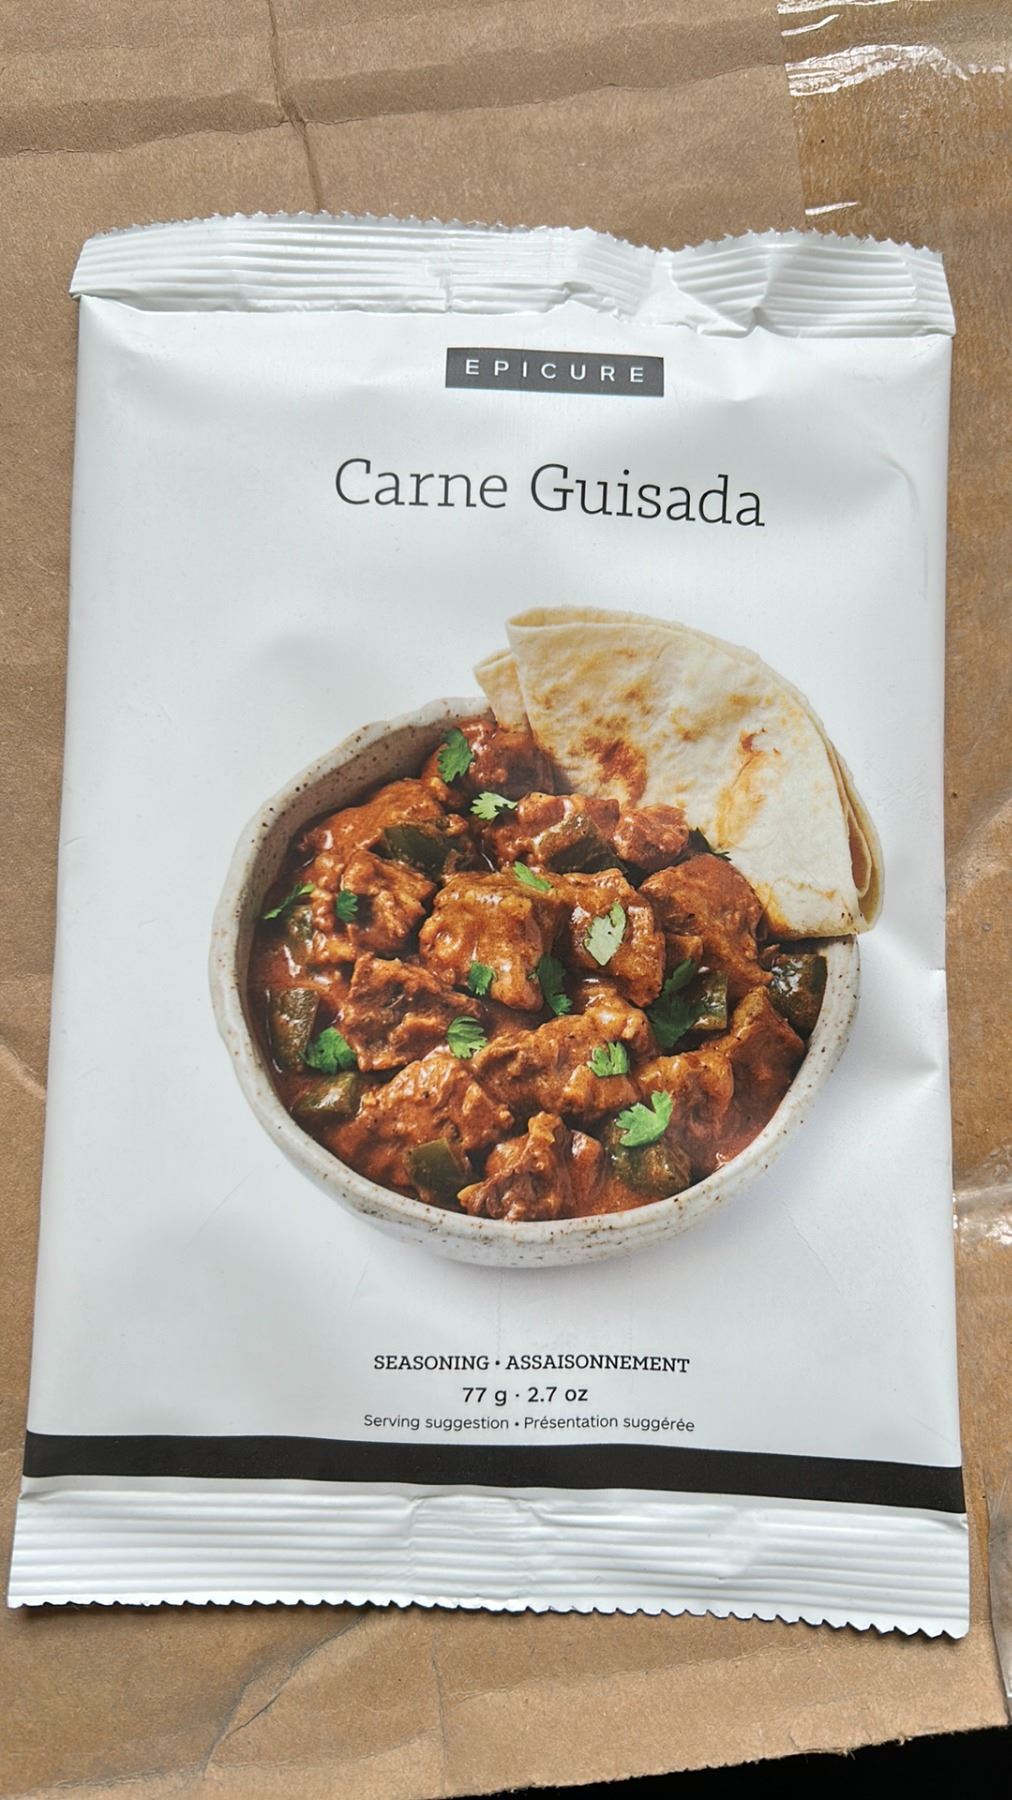 EPICURE
Carne Guisada
SEASONING • ASSAISONNEMENT
77 g · 2.7 oz
Serving suggestion • Présentation suggérée